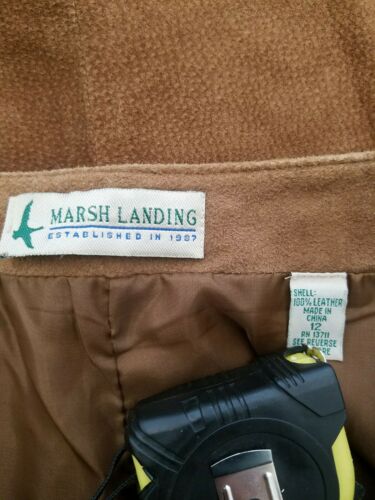 MARSH LANDING
ESTABLISHED IN 1987
SHELL:
100% LEATHER
MADE IN
CHINA
12
RN 13711
SEE REVERSE